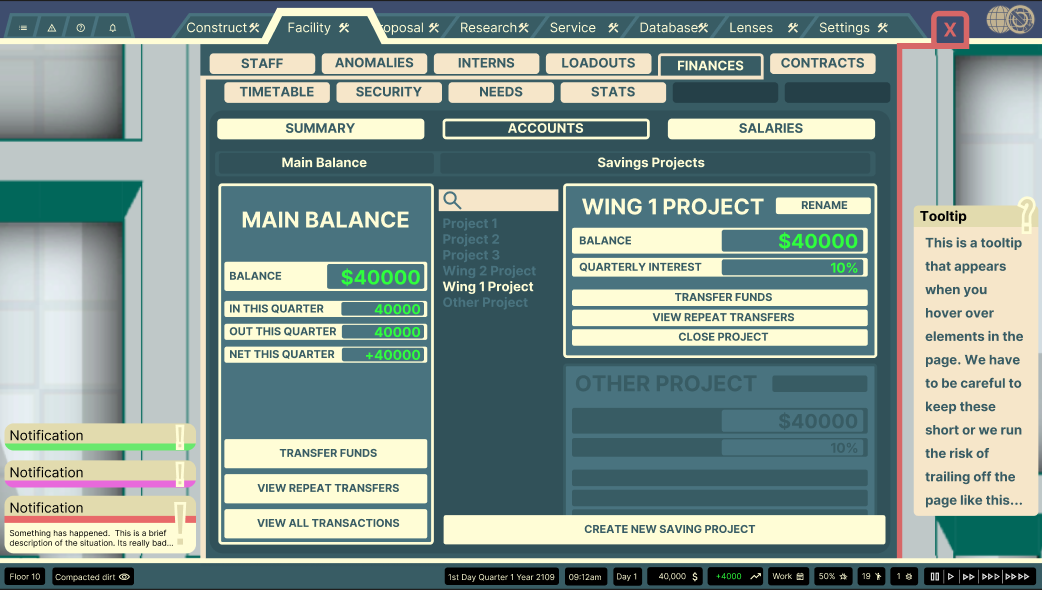 Construct
Facility
oposal
Research
Service
Database
Lenses
Settings
X
STAFF
ANOMALIES
INTERNS
LOADOUTS
FINANCES
CONTRACTS
TIMETABLE
SECURITY
NEEDS
STATS
SUMMARY
ACCOUNTS
SALARIES
Main Balance
Savings Projects
MAIN BALANCE
BALANCE
$40000
IN THIS QUARTER
40000
OUT THIS QUARTER
40000
NET THIS QUARTER
+40000
TRANSFER FUNDS
VIEW REPEAT TRANSFERS
VIEW ALL TRANSACTIONS
Project 1
Project 2
Project 3
Wing 2 Project
Wing 1 Project
Other Project
WING 1 PROJECT
RENAME
BALANCE
$40000
QUARTERLY INTEREST
10%
TRANSFER FUNDS
VIEW REPEAT TRANSFERS
CLOSE PROJECT
OTHER PROJECT
$40000
10%
CREATE NEW SAVING PROJECT
Tooltip
?
This is a tooltip
that appears
when you
hover over
elements in the
page. We have
to be careful to
keep these
short or we run
the risk of
trailing off the
page like this...
Notification
!
Notification
!
Notification
!
Something has happened. This is a brief
description of the situation. Its really bad...
Floor 10
Compacted dirt
1st Day Quarter 1 Year 2109
09:12am
Day 1
40,000 $
+4000
Work
50%
19
1